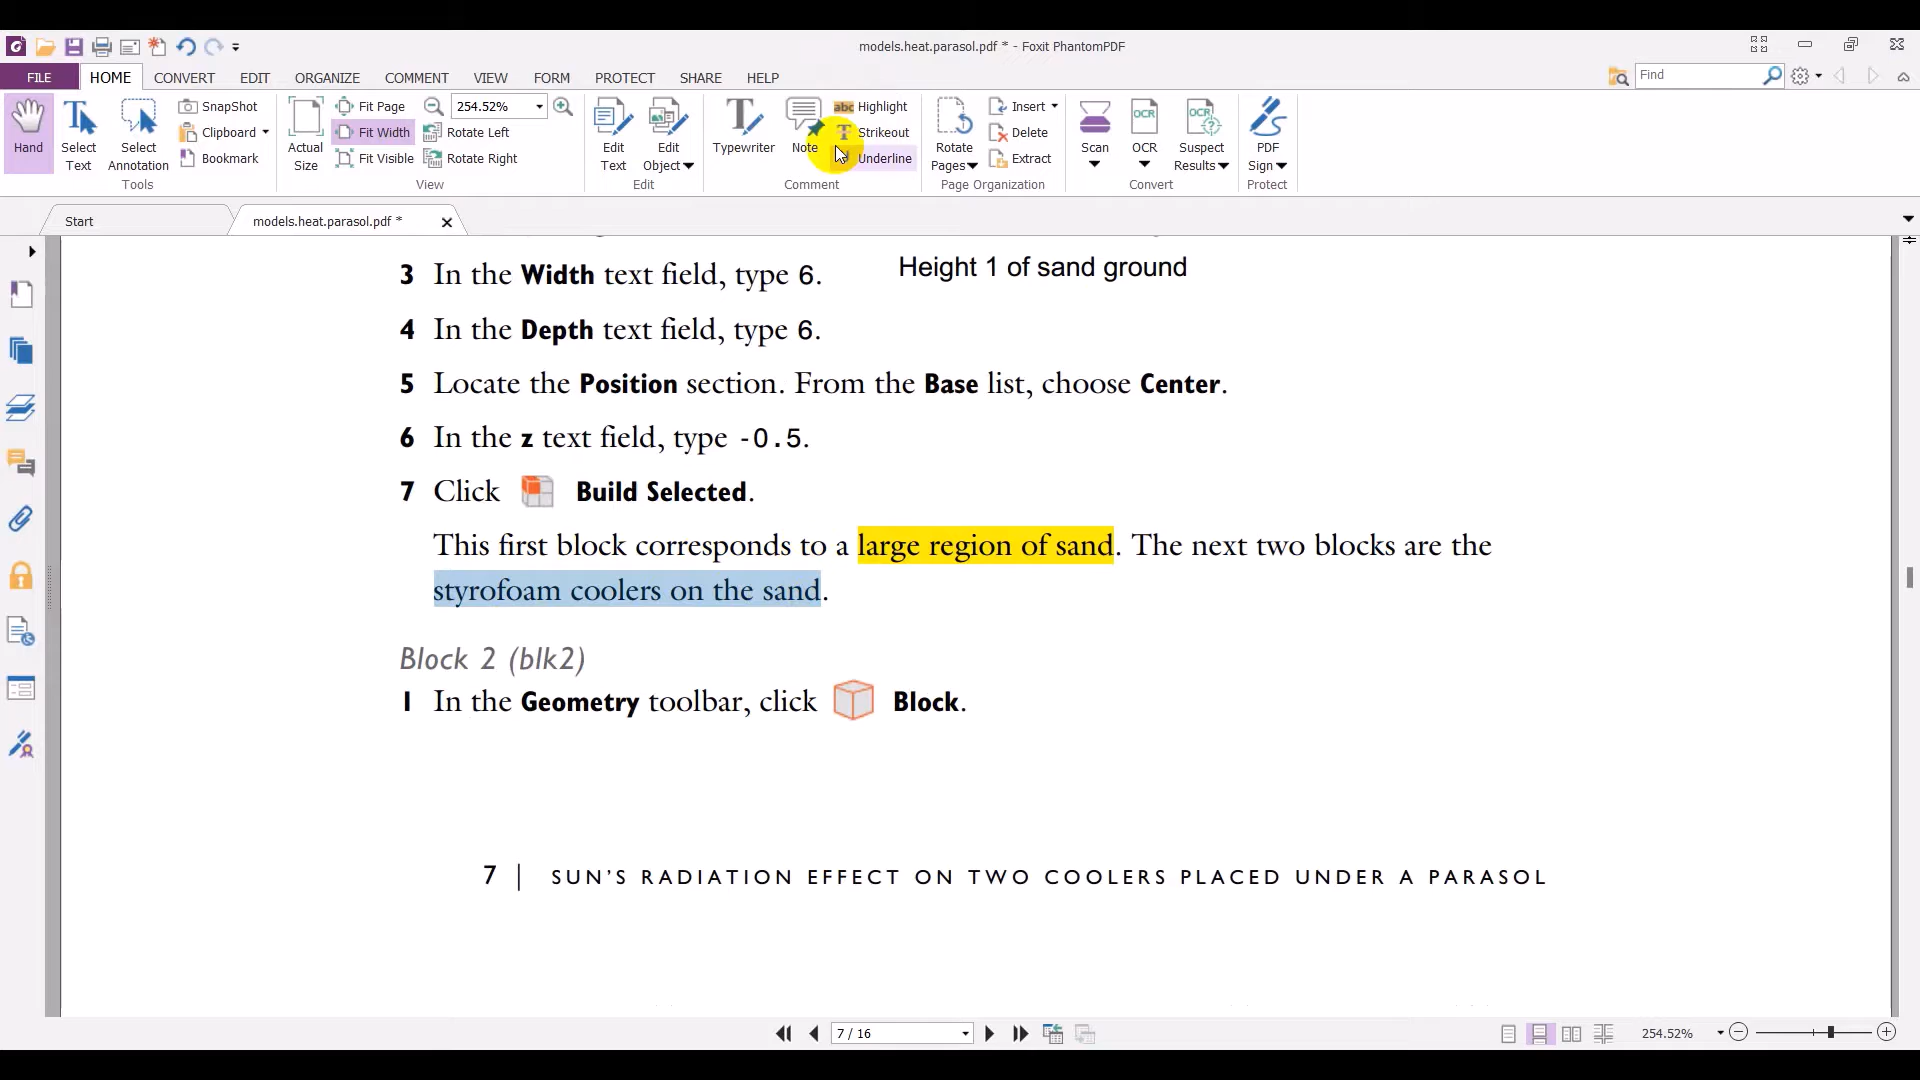 models.heat.parasol.pdf * - Foxit PhantomPDF
FILE HOME CONVERT EDIT ORGANIZE COMMENT VIEW FORM PROTECT SHARE HELP
Find
Hand
Select Text
Select Annotation
SnapShot
Clipboard
Bookmark
Tools
Actual Size
Fit Page
Fit Width
Fit Visible
254.52%
Rotate Left
Rotate Right
View
Edit Text
Edit Object
Edit
Typewriter
Note
Highlight
Strikeout
Underline
Comment
Rotate Pages
Insert
Delete
Extract
Page Organization
Scan
OCR
OCR
Suspect Results
Convert
PDF Sign
Protect
Start
models.heat.parasol.pdf *
3 In the Width text field, type 6.
Height 1 of sand ground
4 In the Depth text field, type 6.
5 Locate the Position section. From the Base list, choose Center.
6 In the z text field, type -0.5.
7 Click Build Selected.
This first block corresponds to a large region of sand. The next two blocks are the
styrofoam coolers on the sand.
Block 2 (blk2)
1 In the Geometry toolbar, click Block.
7 | SUN'S RADIATION EFFECT ON TWO COOLERS PLACED UNDER A PARASOL
7 / 16
254.52%